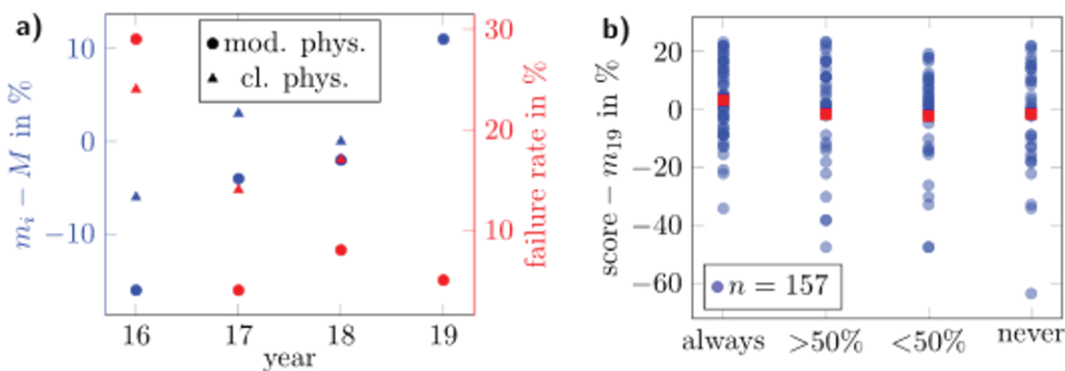 a)
10
0
−10
m_i − M in %
mod. phys.
cl. phys.
30
20
10
failure rate in %
16 17 18 19
year
b)
20
0
−20
−40
−60
score − m_19 in %
n = 157
always >50% <50% never